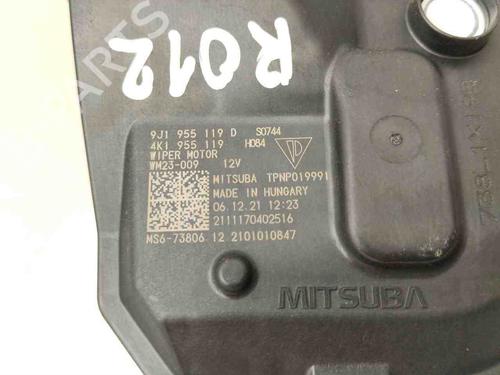 R012
9J1 955 119 D S0744
4K1 955 119 H084
WIPER MOTOR
WM23-009 12V
MITSUBA TPNP019991
MADE IN HUNGARY
06.12.21 12:23
2111170402516
MS6-73806 12 2101010847
MITSUBA